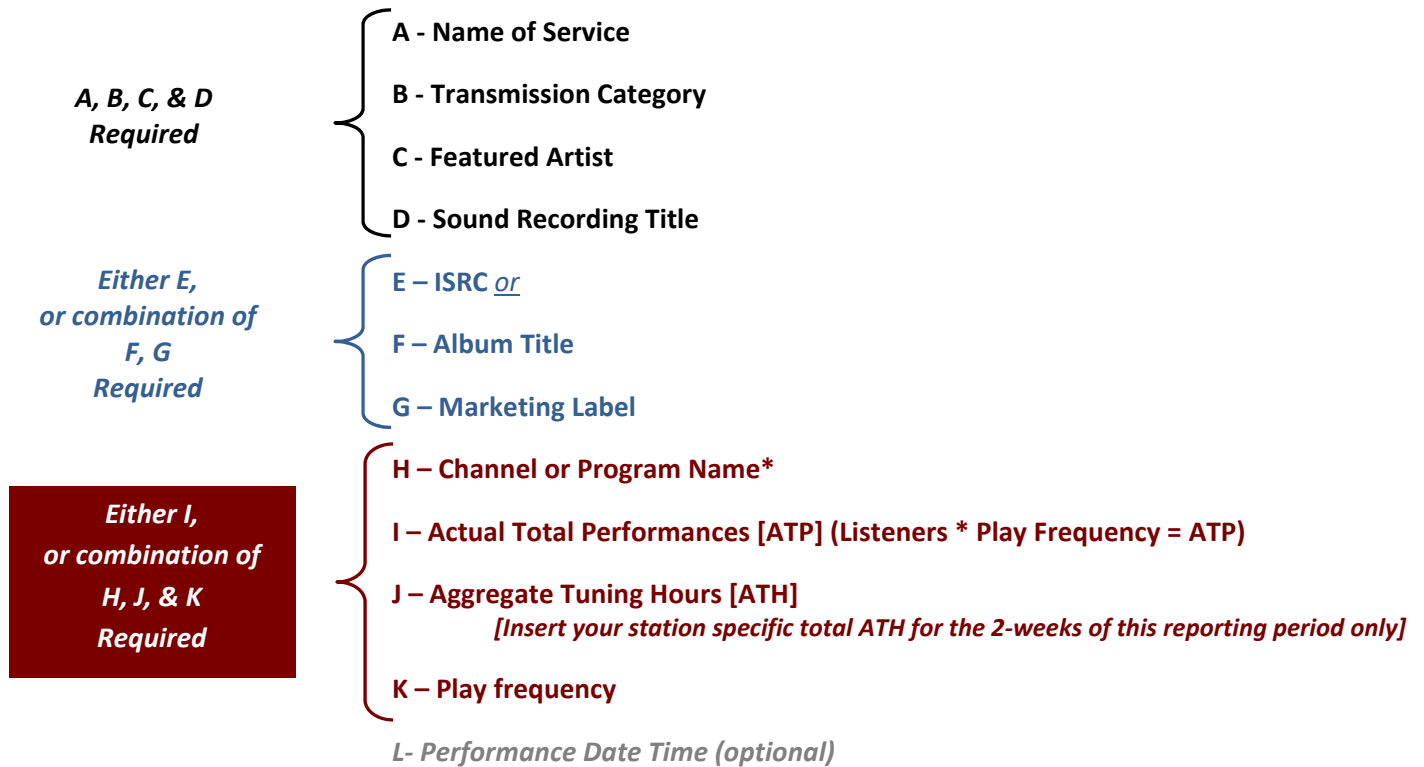 A, B, C, & D
Required
A - Name of Service
B - Transmission Category
C - Featured Artist
D - Sound Recording Title
Either E,
or combination of
F, G
Required
E – ISRC or
F – Album Title
G – Marketing Label
Either I,
or combination of
H, J, & K
Required
H – Channel or Program Name*
I – Actual Total Performances [ATP] (Listeners * Play Frequency = ATP)
J – Aggregate Tuning Hours [ATH]
[Insert your station specific total ATH for the 2-weeks of this reporting period only]
K – Play frequency
L- Performance Date Time (optional)